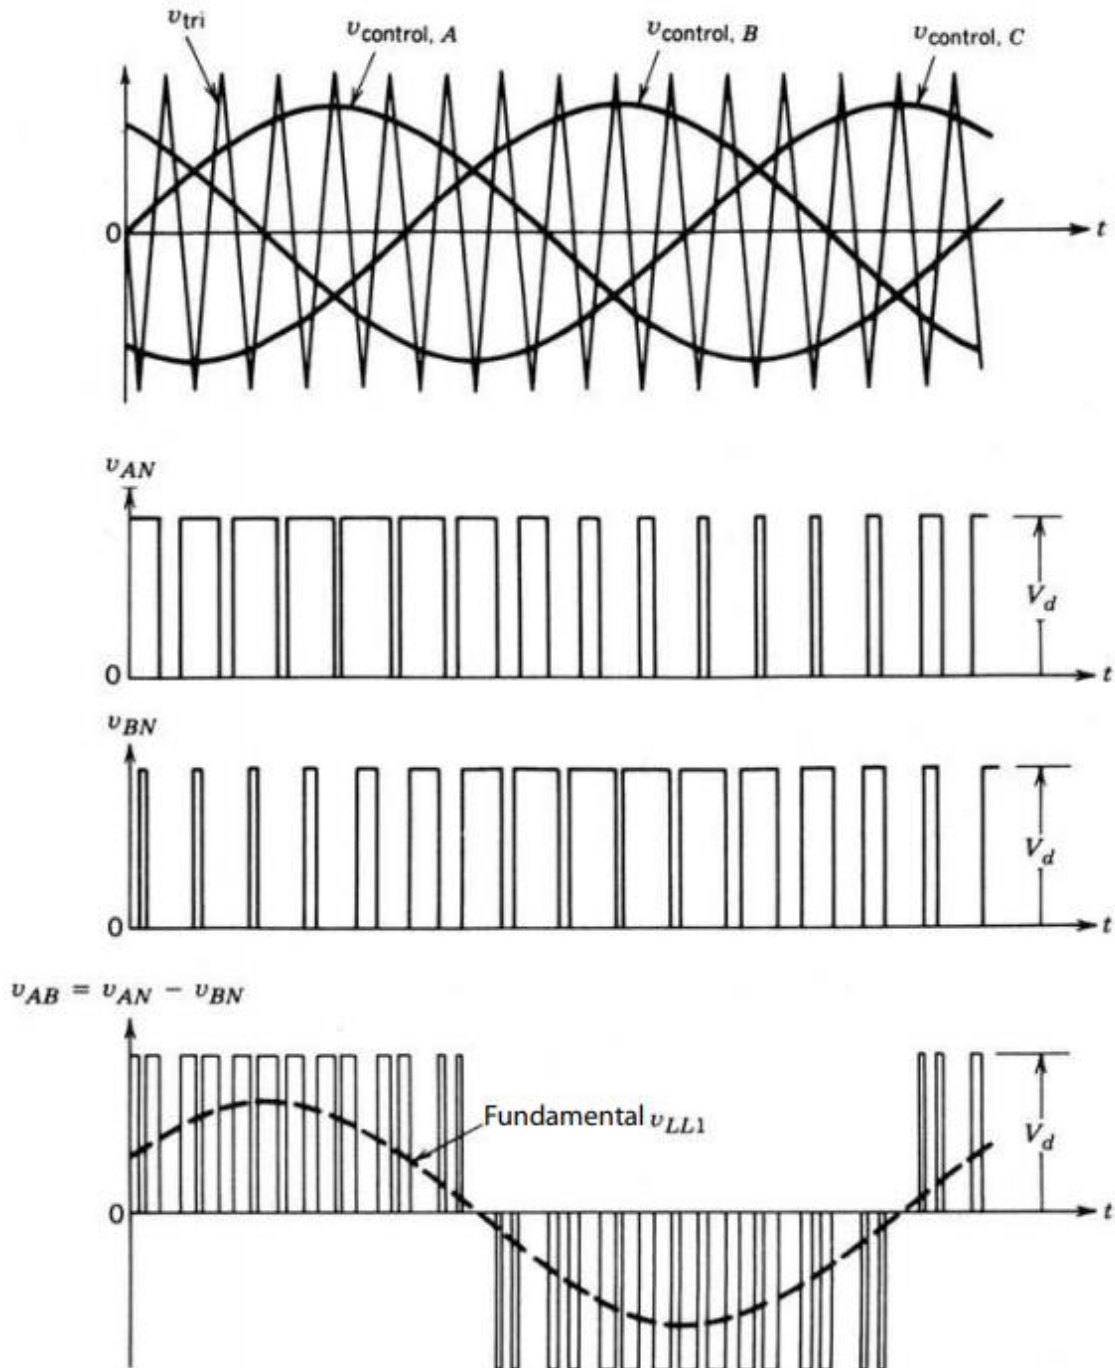 v_tri
v_control, A
v_control, B
v_control, C
0
t
v_AN
V_d
0
t
v_BN
V_d
0
t
v_AB = v_AN − v_BN
Fundamental v_LL1
V_d
0
t